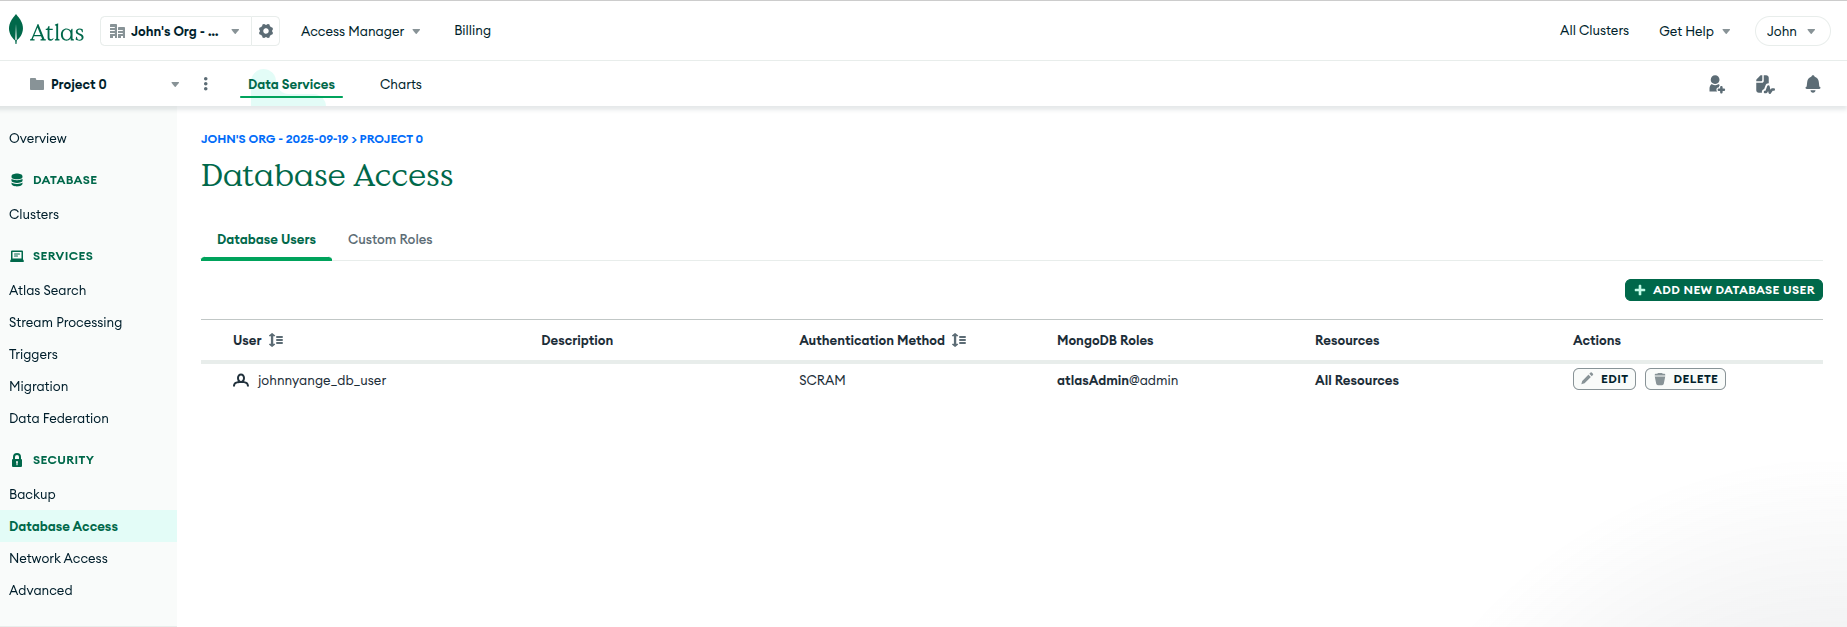 Atlas
John's Org - ...
Access Manager
Billing
All Clusters
Get Help
John
Project 0
Data Services
Charts
Overview
DATABASE
Clusters
SERVICES
Atlas Search
Stream Processing
Triggers
Migration
Data Federation
SECURITY
Backup
Database Access
Network Access
Advanced
JOHN'S ORG - 2025-09-19 > PROJECT 0
Database Access
Database Users
Custom Roles
+ ADD NEW DATABASE USER
User
Description
Authentication Method
MongoDB Roles
Resources
Actions
johnnyange_db_user
SCRAM
atlasAdmin@admin
All Resources
EDIT
DELETE